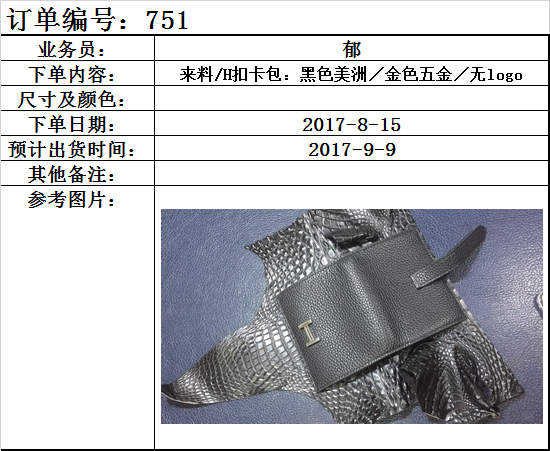 订单编号：751
业务员： 郁
下单内容： 来料/H扣卡包：黑色美洲／金色五金／无logo
尺寸及颜色：
下单日期： 2017-8-15
预计出货时间： 2017-9-9
其他备注：
参考图片：